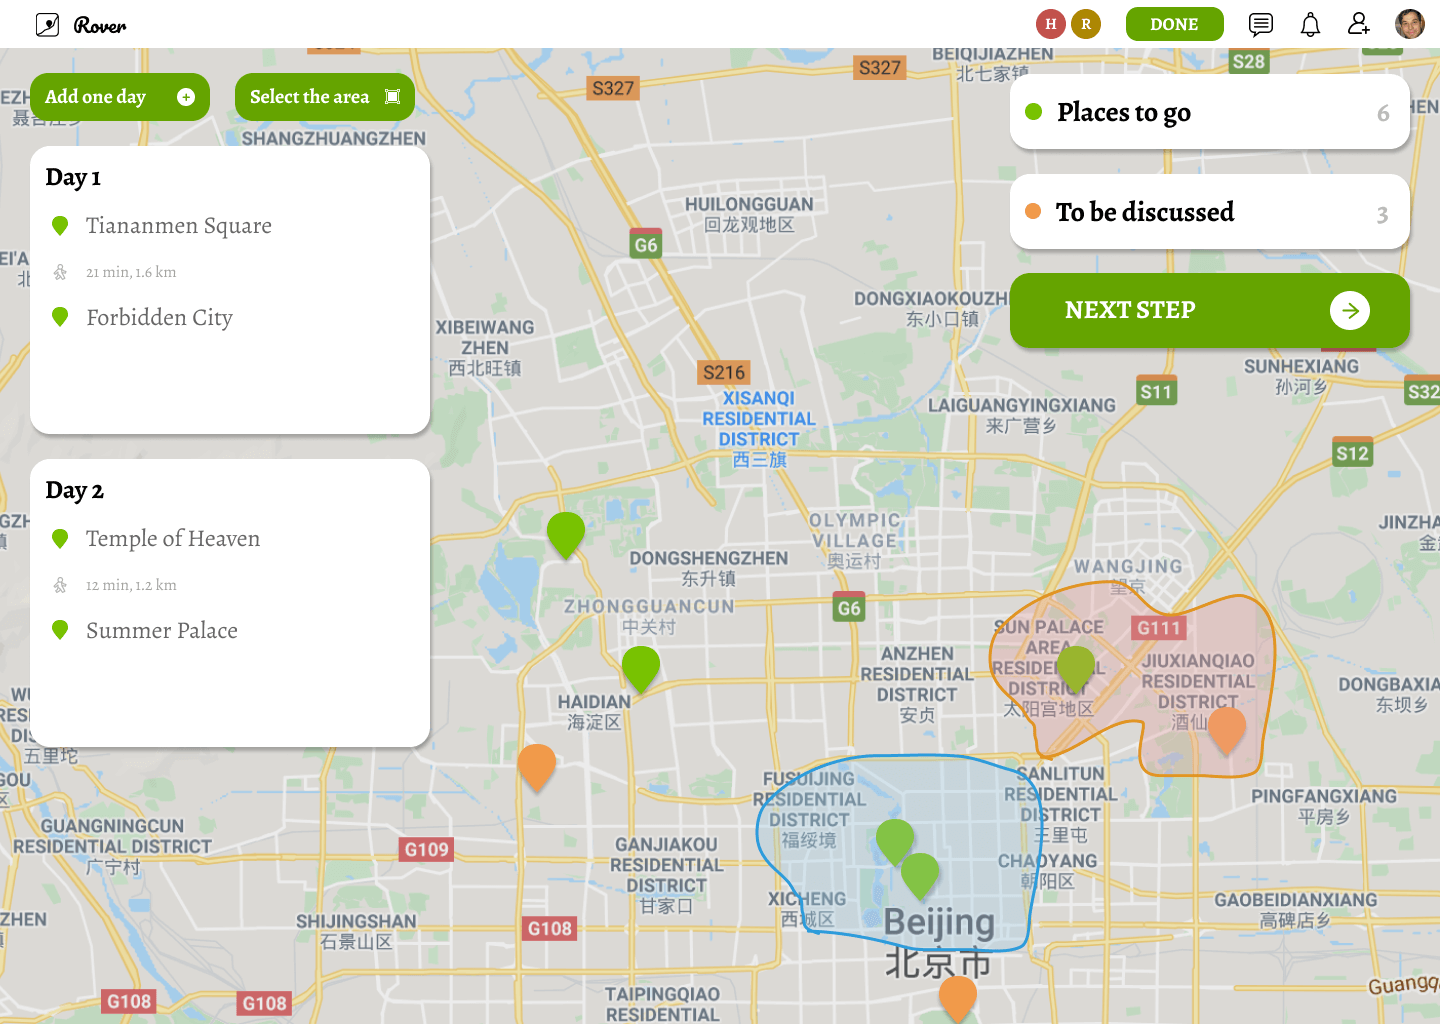 Rover
H
R
DONE
Add one day
Select the area
Day 1
Tiananmen Square
21 min, 1.6 km
Forbidden City
Day 2
Temple of Heaven
12 min, 1.2 km
Summer Palace
Places to go
6
To be discussed
3
NEXT STEP
S327
S327
BEIQIJIAZHEN
北七家镇
S28
SHANGZHUANGZHEN
HUILONGGUAN
回龙观地区
G6
DONGXIAOKOUZH
东小口镇
XIBEIWANG
ZHEN
西北旺镇
S216
XISANQI
RESIDENTIAL
DISTRICT
西三旗
SUNHEXIANG
孙河乡
S11
S32
LAIGUANGYINGXIANG
来广营乡
S12
OLYMPIC
VILLAGE
奥运村
JINZHA
DONGSHENGZHEN
东升镇
WANGJING
望京
ZHONGGUANCUN
中关村
G6
SUN PALACE
AREA
RESIDENTIAL
DISTRICT
太阳宫地区
G111
ANZHEN
RESIDENTIAL
DISTRICT
安贞
JIUXIANQIAO
RESIDENTIAL
DISTRICT
酒仙
HAIDIAN
海淀区
DONGBAXIA
东坝乡
五里坨
FUSUIJING
RESIDENTIAL
DISTRICT
福绥境
SANLITUN
RESIDENTIAL
DISTRICT
三里屯
PINGFANGXIANG
平房乡
GUANGNINGCUN
RESIDENTIAL DISTRICT
广宁村
G109
GANJIAKOU
RESIDENTIAL
DISTRICT
甘家口
CHAOYANG
朝阳区
XICHENG
西城区
GAOBEIDIANXIANG
高碑店乡
SHIJINGSHAN
石景山区
G108
Beijing
北京市
G108
G108
TAIPINGQIAO
RESIDENTIAL
Guangq